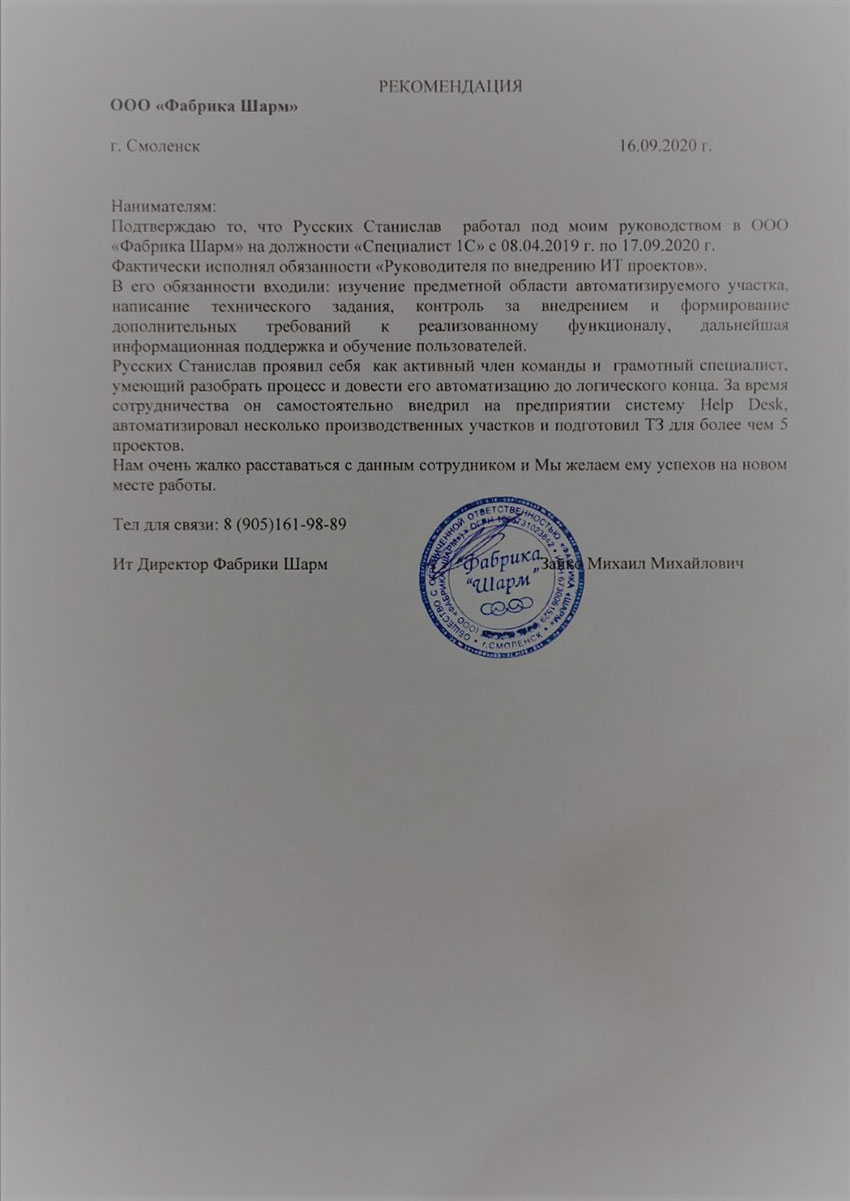 РЕКОМЕНДАЦИЯ
ООО «Фабрика Шарм»
г. Смоленск 16.09.2020 г.
Нанимателям:
Подтверждаю то, что Русских Станислав работал под моим руководством в ООО
«Фабрика Шарм» на должности «Специалист 1С» с 08.04.2019 г. по 17.09.2020 г.
Фактически исполнял обязанности «Руководителя по внедрению ИТ проектов».
В его обязанности входили: изучение предметной области автоматизируемого участка,
написание технического задания, контроль за внедрением и формирование
дополнительных требований к реализованному функционалу, дальнейшая
информационная поддержка и обучение пользователей.
Русских Станислав проявил себя как активный член команды и грамотный специалист,
умеющий разобрать процесс и довести его автоматизацию до логического конца. За время
сотрудничества он самостоятельно внедрил на предприятии систему Help Desk,
автоматизировал несколько производственных участков и подготовил ТЗ для более чем 5
проектов.
Нам очень жалко расставаться с данным сотрудником и Мы желаем ему успехов на новом
месте работы.
Тел для связи: 8 (905)161-98-89
Ит Директор Фабрики Шарм Михаил Михайлович
ОБЩЕСТВО С ОГРАНИЧЕННОЙ ОТВЕТСТВЕННОСТЬЮ «ФАБРИКА «ШАРМ» • г.СМОЛЕНСК •
"Фабрика
"Шарм"